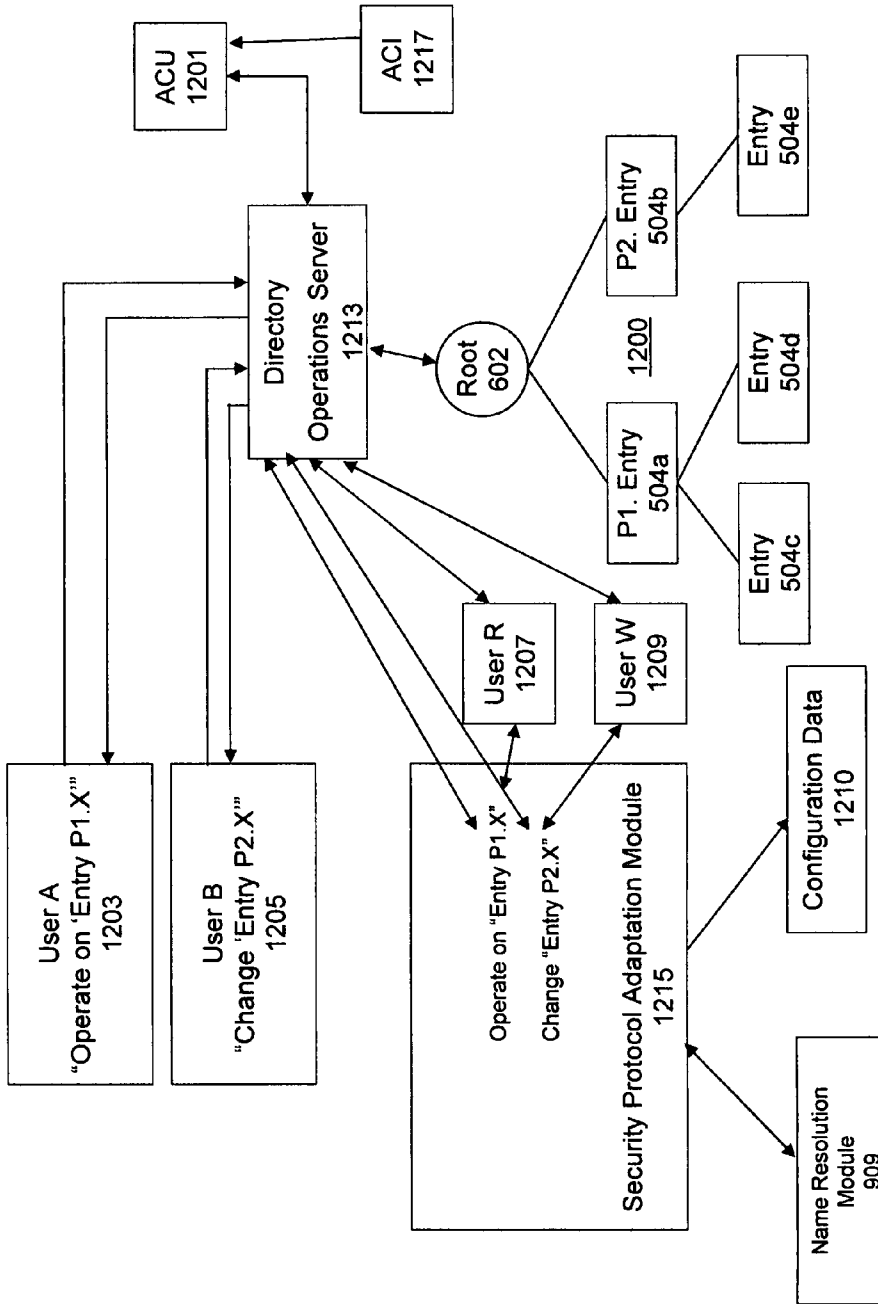 User A
“Operate on ‘Entry P1.X’”
1203
User B
“Change ‘Entry P2.X’”
1205
Directory
Operations Server
1213
ACU
1201
ACI
1217
Operate on “Entry P1.X”
Change “Entry P2.X”
Security Protocol Adaptation Module
1215
User R
1207
User W
1209
Root
602
P1. Entry
504a
1200
P2. Entry
504b
Entry
504c
Entry
504d
Entry
504e
Name Resolution
Module
909
Configuration Data
1210